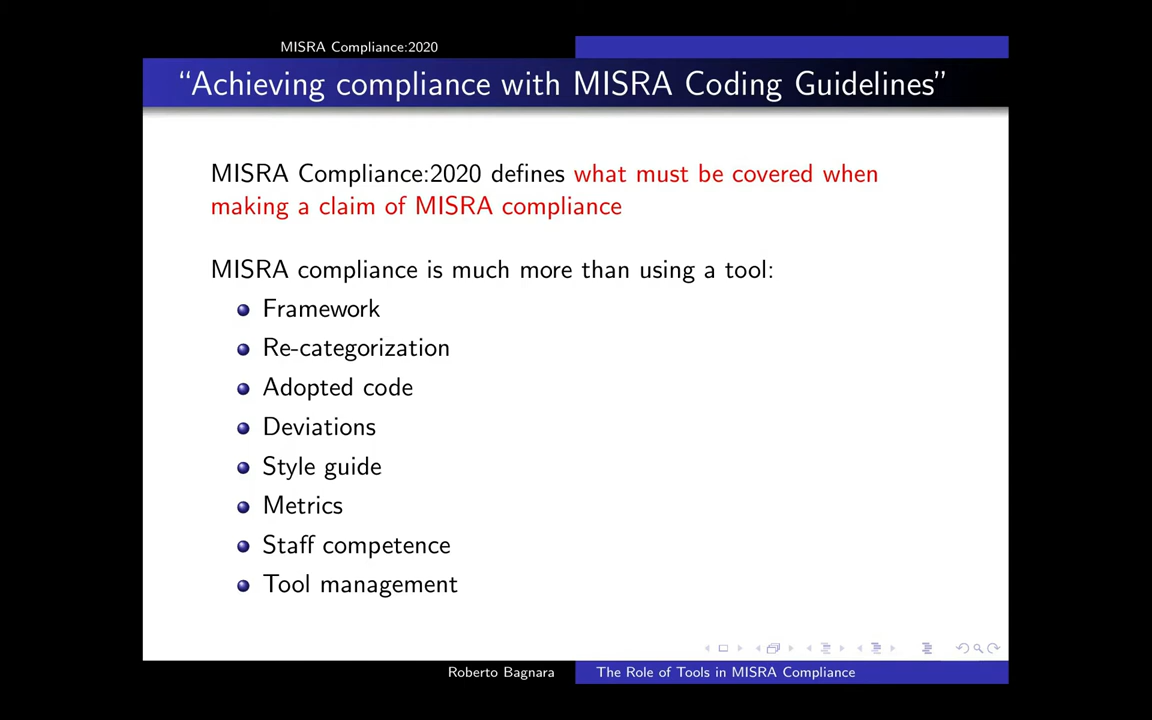 MISRA Compliance:2020
“Achieving compliance with MISRA Coding Guidelines”
MISRA Compliance:2020 defines what must be covered when
making a claim of MISRA compliance
MISRA compliance is much more than using a tool:
Framework
Re-categorization
Adopted code
Deviations
Style guide
Metrics
Staff competence
Tool management
Roberto Bagnara
The Role of Tools in MISRA Compliance